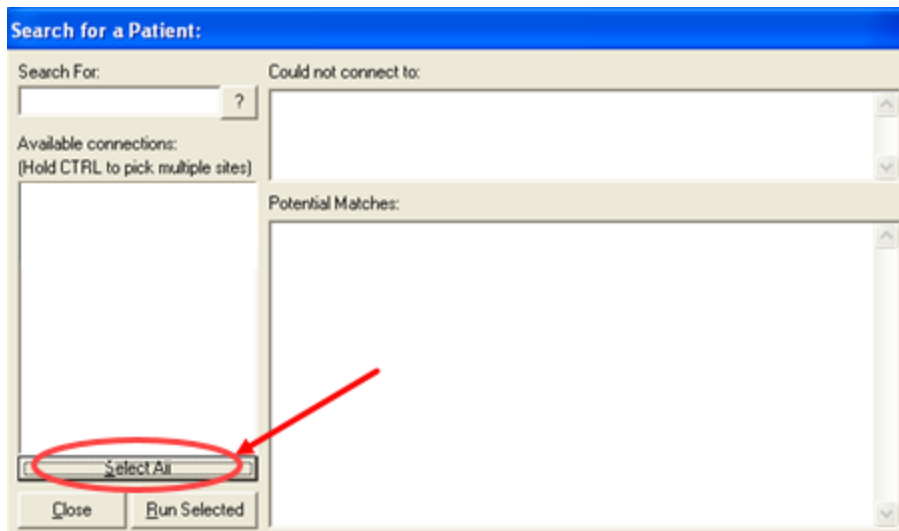 Search for a Patient:
Search For:
?
Available connections:
(Hold CTRL to pick multiple sites)
Select All
Close
Run Selected
Could not connect to:
Potential Matches: